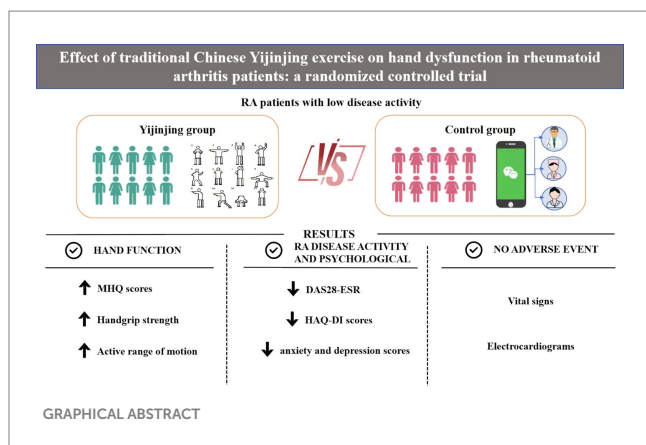 Effect of traditional Chinese Yijinjing exercise on hand dysfunction in rheumatoid
arthritis patients: a randomized controlled trial
RA patients with low disease activity
Yijinjing group
Control group
VS
RESULTS
HAND FUNCTION
RA DISEASE ACTIVITY
AND PSYCHOLOGICAL
NO ADVERSE EVENT
MHQ scores
Handgrip strength
Active range of motion
DAS28-ESR
HAQ-DI scores
anxiety and depression scores
Vital signs
Electrocardiograms
GRAPHICAL ABSTRACT